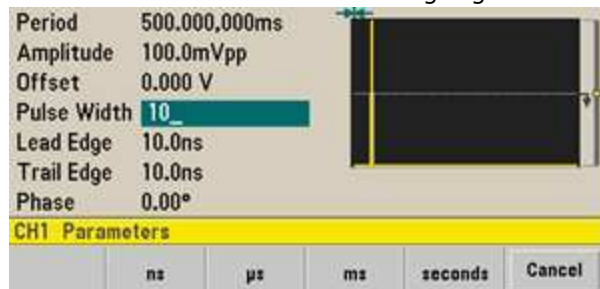 Period 500.000,000ms
Amplitude 100.0mVpp
Offset 0.000 V
Pulse Width 10_
Lead Edge 10.0ns
Trail Edge 10.0ns
Phase 0.00°
CH1 Parameters
ns µs ms seconds Cancel